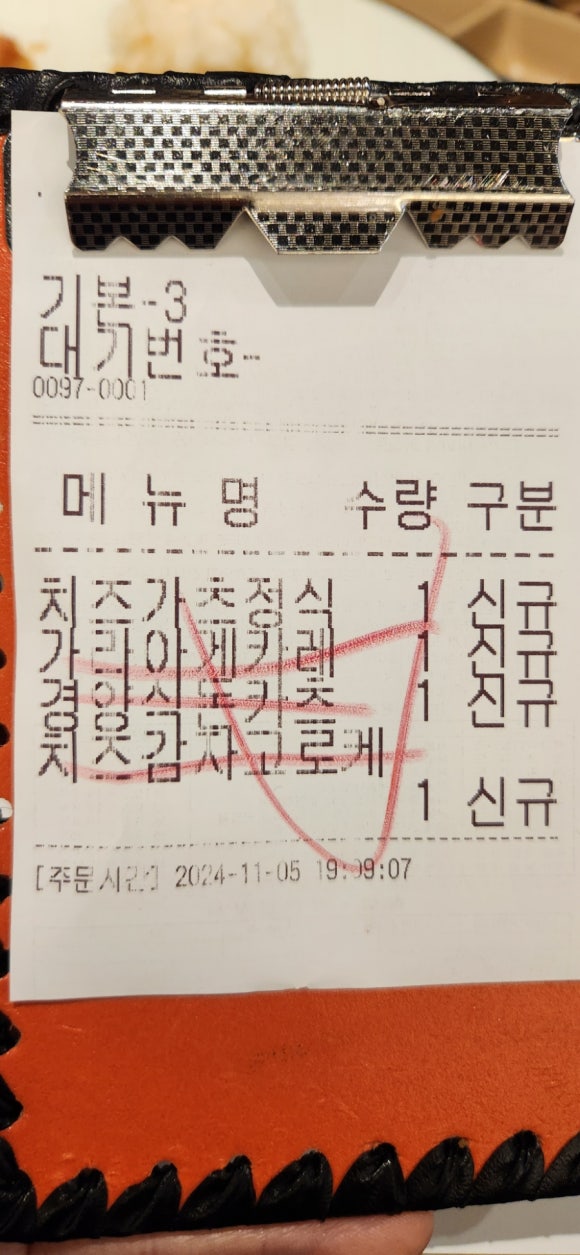 기본-3
대기번호-
0097-0001
메뉴명 수량 구분
치즈가츠정식 1 신규
가라아게카레 1 신규
경양식돈카츠 1 신규
치즈감자고로케
1 신규
[주문시간] 2024-11-05 19:09:07